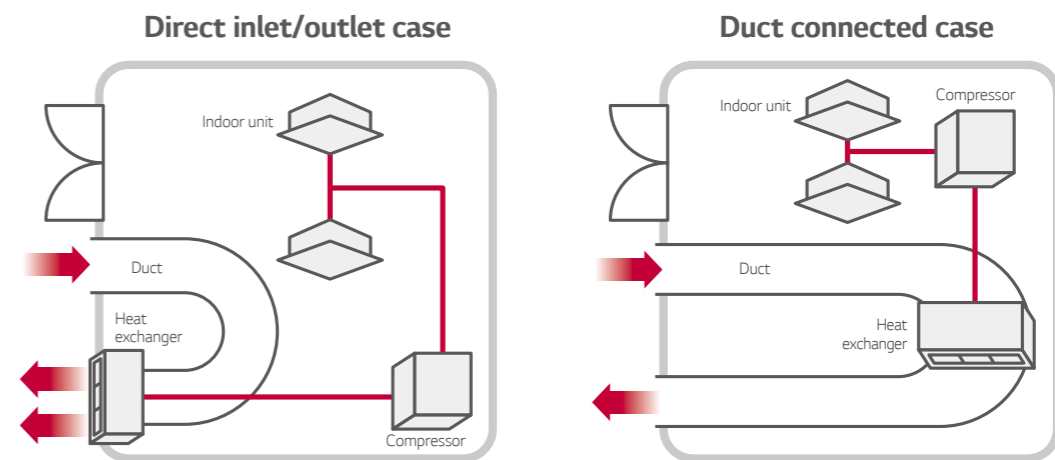 Direct inlet/outlet case
Indoor unit
Duct
Heat
exchanger
Compressor
Duct connected case
Indoor unit
Compressor
Duct
Heat
exchanger